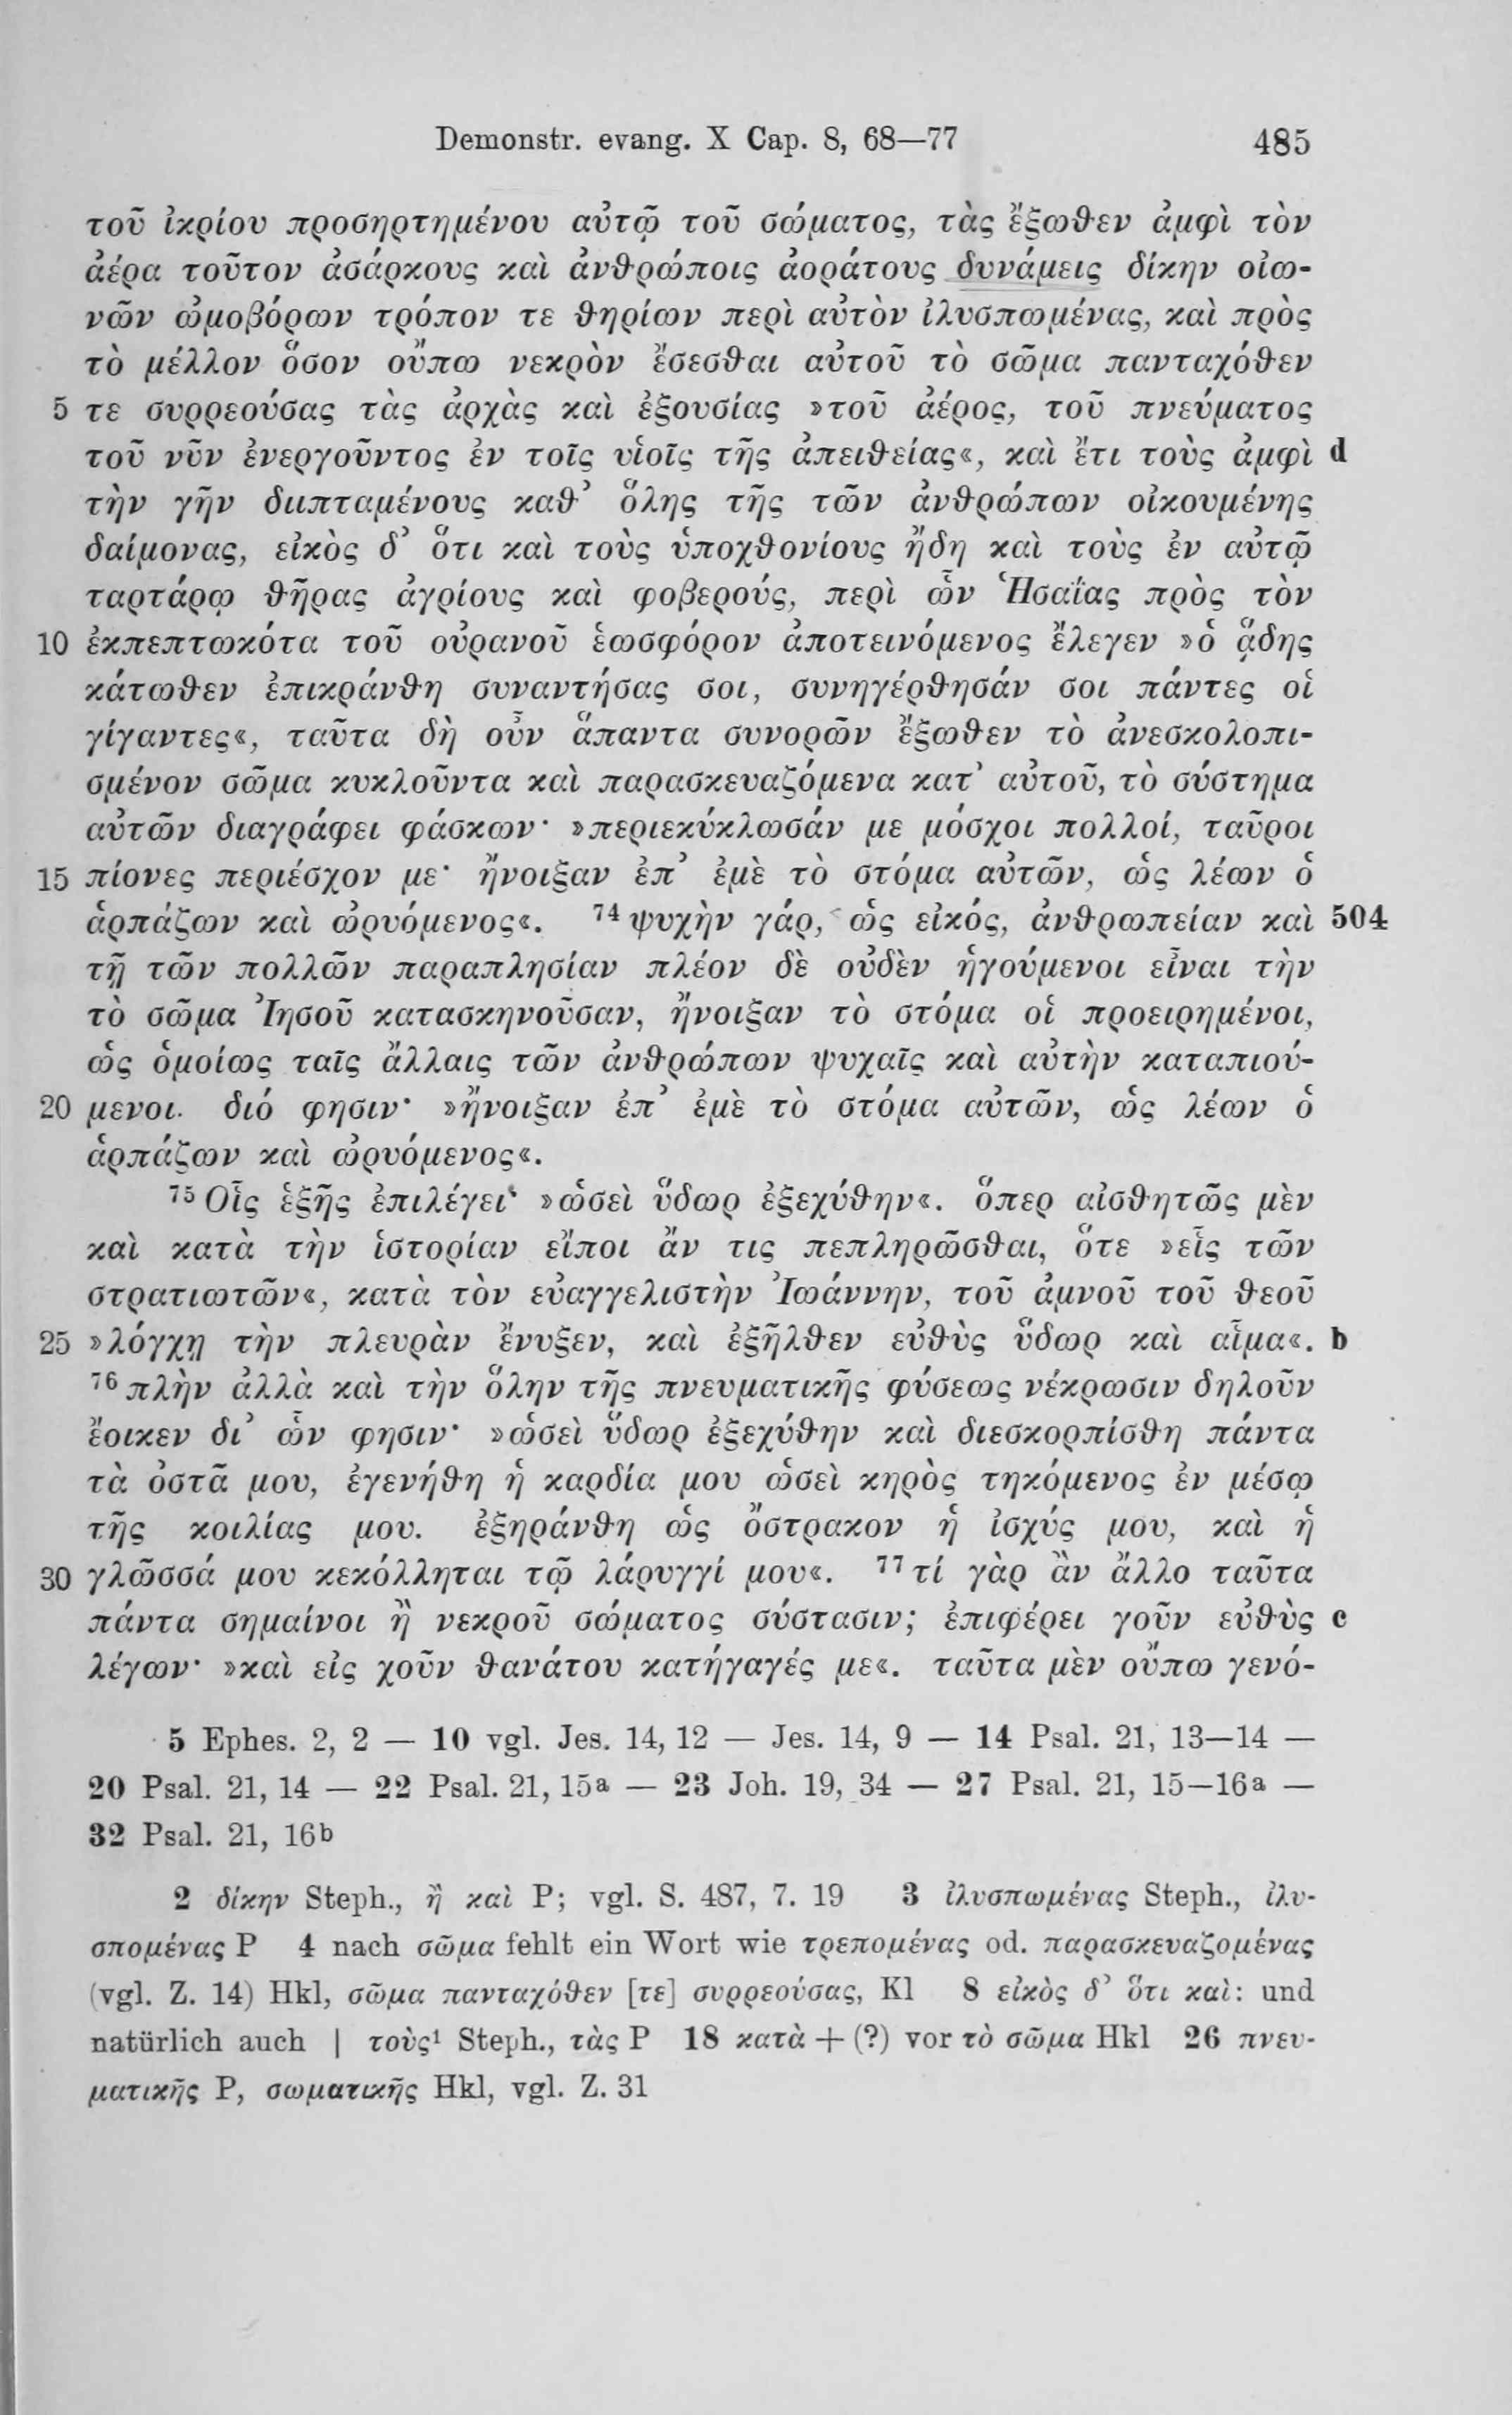 Demonstr. evang. X Cap. 8, 68—77 485
τοῦ ἰκρίου προσηρτημένου αὐτῷ τοῦ σώματος, τὰς ἔξωθεν ἀμφὶ τὸν
ἀέρα τοῦτον ἀσάρκους καὶ ἀνθρώποις ἀοράτους δυνάμεις δίκην οἰω-
νῶν ὠμοβόρων τρόπον τε θηρίων περὶ αὐτὸν ἰλυσπωμένας, καὶ πρὸς
τὸ μέλλον ὅσον οὔπω νεκρὸν ἔσεσθαι αὐτοῦ τὸ σῶμα πανταχόθεν
5 τε συρρεούσας τὰς ἀρχὰς καὶ ἐξουσίας »τοῦ ἀέρος, τοῦ πνεύματος
τοῦ νῦν ἐνεργοῦντος ἐν τοῖς υἱοῖς τῆς ἀπειθείας«, καὶ ἔτι τοὺς ἀμφὶ d
τὴν γῆν διιπταμένους καθ’ ὅλης τῆς τῶν ἀνθρώπων οἰκουμένης
δαίμονας, εἰκὸς δ’ ὅτι καὶ τοὺς ὑποχθονίους ἤδη καὶ τοὺς ἐν αὐτῷ
ταρτάρῳ θῆρας ἀγρίους καὶ φοβερούς, περὶ ὧν Ἡσαΐας πρὸς τὸν
10 ἐκπεπτωκότα τοῦ οὐρανοῦ ἑωσφόρον ἀποτεινόμενος ἔλεγεν »ὁ ᾅδης
κάτωθεν ἐπικράνθη συναντήσας σοι, συνηγέρθησάν σοι πάντες οἱ
γίγαντες«, ταῦτα δὴ οὖν ἅπαντα συνορῶν ἔξωθεν τὸ ἀνεσκολοπι-
σμένον σῶμα κυκλοῦντα καὶ παρασκευαζόμενα κατ’ αὐτοῦ, τὸ σύστημα
αὐτῶν διαγράφει φάσκων· »περιεκύκλωσάν με μόσχοι πολλοί, ταῦροι
15 πίονες περιέσχον με· ἤνοιξαν ἐπ’ ἐμὲ τὸ στόμα αὐτῶν, ὡς λέων ὁ
ἁρπάζων καὶ ὠρυόμενος«. ⁷⁴ ψυχὴν γάρ, ὡς εἰκός, ἀνθρωπείαν καὶ 504
τῇ τῶν πολλῶν παραπλησίαν πλέον δὲ οὐδὲν ἡγούμενοι εἶναι τὴν
τὸ σῶμα Ἰησοῦ κατασκηνοῦσαν, ἤνοιξαν τὸ στόμα οἱ προειρημένοι,
ὡς ὁμοίως ταῖς ἄλλαις τῶν ἀνθρώπων ψυχαῖς καὶ αὐτὴν καταπιού-
20 μενοι. διό φησιν· »ἤνοιξαν ἐπ’ ἐμὲ τὸ στόμα αὐτῶν, ὡς λέων ὁ
ἁρπάζων καὶ ὠρυόμενος«.
⁷⁵ Οἷς ἑξῆς ἐπιλέγει· »ὡσεὶ ὕδωρ ἐξεχύθην«. ὅπερ αἰσθητῶς μὲν
καὶ κατὰ τὴν ἱστορίαν εἴποι ἄν τις πεπληρῶσθαι, ὅτε »εἷς τῶν
στρατιωτῶν«, κατὰ τὸν εὐαγγελιστὴν Ἰωάννην, τοῦ ἀμνοῦ τοῦ θεοῦ
25 »λόγχῃ τὴν πλευρὰν ἔνυξεν, καὶ ἐξῆλθεν εὐθὺς ὕδωρ καὶ αἷμα«. b
⁷⁶ πλὴν ἀλλὰ καὶ τὴν ὅλην τῆς πνευματικῆς φύσεως νέκρωσιν δηλοῦν
ἔοικεν δι’ ὧν φησιν· »ὡσεὶ ὕδωρ ἐξεχύθην καὶ διεσκορπίσθη πάντα
τὰ ὀστᾶ μου, ἐγενήθη ἡ καρδία μου ὡσεὶ κηρὸς τηκόμενος ἐν μέσῳ
τῆς κοιλίας μου. ἐξηράνθη ὡς ὄστρακον ἡ ἰσχύς μου, καὶ ἡ
30 γλῶσσά μου κεκόλληται τῷ λάρυγγί μου«. ⁷⁷ τί γὰρ ἂν ἄλλο ταῦτα
πάντα σημαίνοι ἢ νεκροῦ σώματος σύστασιν; ἐπιφέρει γοῦν εὐθὺς c
λέγων· »καὶ εἰς χοῦν θανάτου κατήγαγές με«. ταῦτα μὲν οὔπω γενό-
5 Ephes. 2, 2 — 10 vgl. Jes. 14, 12 — Jes. 14, 9 — 14 Psal. 21, 13—14 —
20 Psal. 21, 14 — 22 Psal. 21, 15a — 23 Joh. 19, 34 — 27 Psal. 21, 15—16a —
32 Psal. 21, 16b
2 δίκην Steph., ἢ καὶ P; vgl. S. 487, 7. 19 3 ἰλυσπωμένας Steph., ἰλυ-
σπομένας P 4 nach σῶμα fehlt ein Wort wie τρεπομένας od. παρασκευαζομένας
(vgl. Z. 14) Hkl, σῶμα πανταχόθεν [τε] συρρεούσας, Kl 8 εἰκὸς δ’ ὅτι καὶ: und
natürlich auch | τοὺς¹ Steph., τὰς P 18 κατὰ + (?) vor τὸ σῶμα Hkl 26 πνευ-
ματικῆς P, σωματικῆς Hkl, vgl. Z. 31